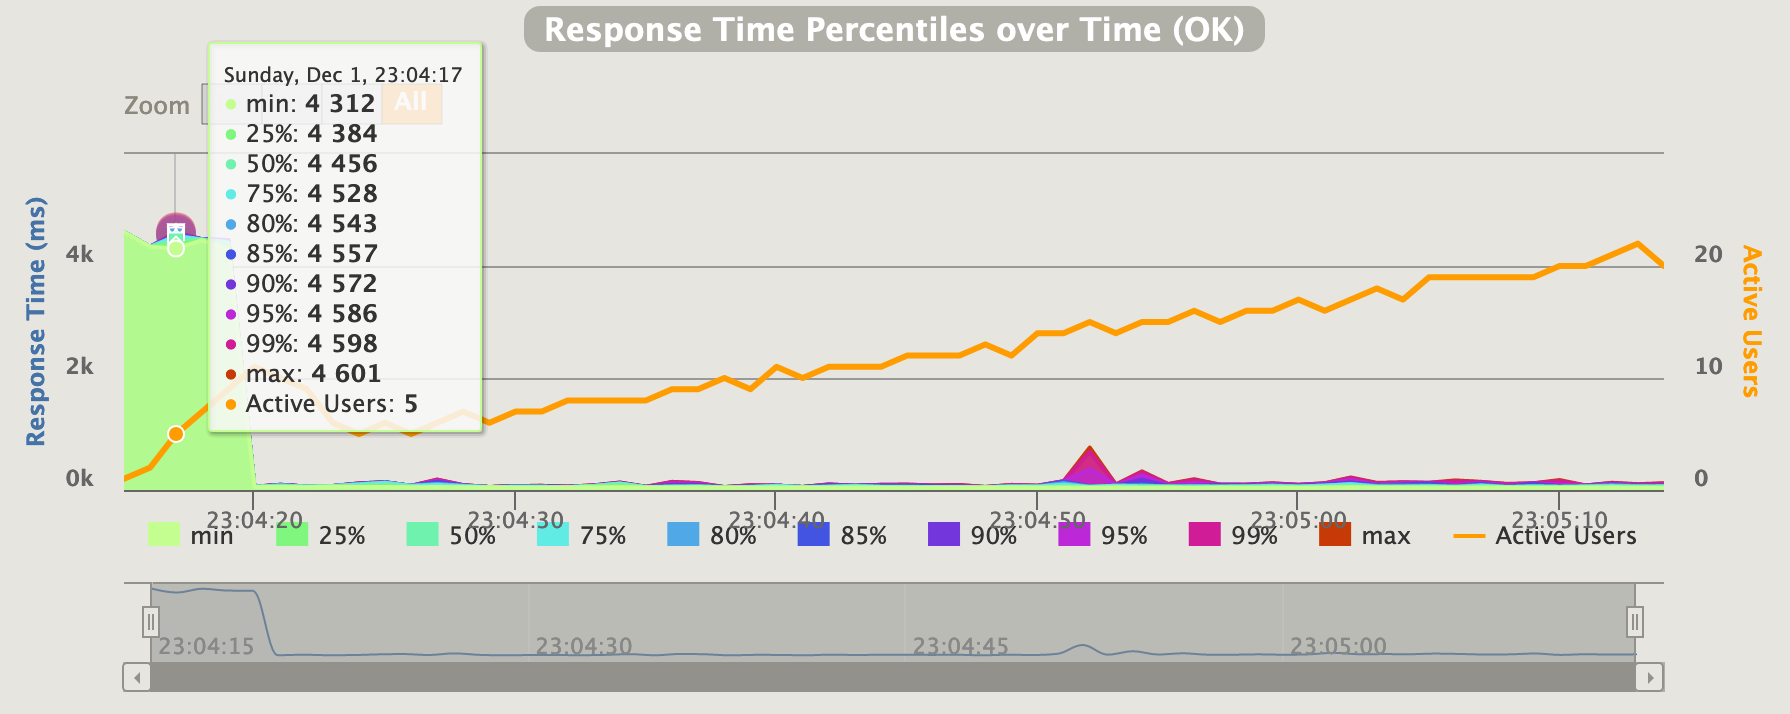 Response Time Percentiles over Time (OK)
Sunday, Dec 1, 23:04:17
min: 4 312
25%: 4 384
50%: 4 456
75%: 4 528
80%: 4 543
85%: 4 557
90%: 4 572
95%: 4 586
99%: 4 598
max: 4 601
Active Users: 5
Zoom
All
Response Time (ms)
4k
2k
0k
20
10
0
Active Users
23:04:20 23:04:30 23:04:40 23:04:50 23:05:00 23:05:10
min 25% 50% 75% 80% 85% 90% 95% 99% max Active Users
23:04:15 23:04:30 23:04:45 23:05:00